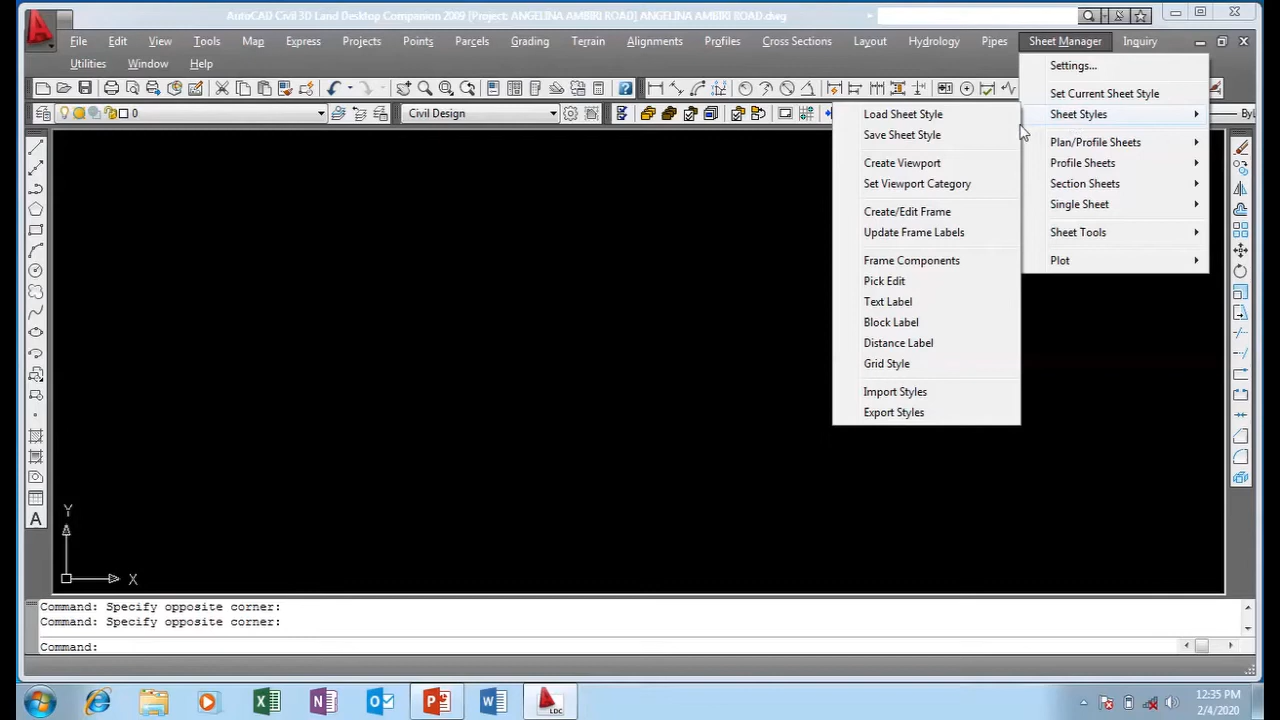 AutoCAD Civil 3D Land Desktop Companion 2009 [Project: ANGELINA AMBIRI ROAD] ANGELINA AMBIRI ROAD.dwg
File Edit View Tools Map Express Projects Points Parcels Grading Terrain Alignments Profiles Cross Sections Layout Hydrology Pipes Sheet Manager Inquiry
Utilities Window Help
0
Civil Design
Settings...
Set Current Sheet Style
Sheet Styles
Plan/Profile Sheets
Profile Sheets
Section Sheets
Single Sheet
Sheet Tools
Plot
Load Sheet Style
Save Sheet Style
Create Viewport
Set Viewport Category
Create/Edit Frame
Update Frame Labels
Frame Components
Pick Edit
Text Label
Block Label
Distance Label
Grid Style
Import Styles
Export Styles
Y
X
A
Command: Specify opposite corner:
Command: Specify opposite corner:
Command:
LDC
12:35 PM
2/4/2020